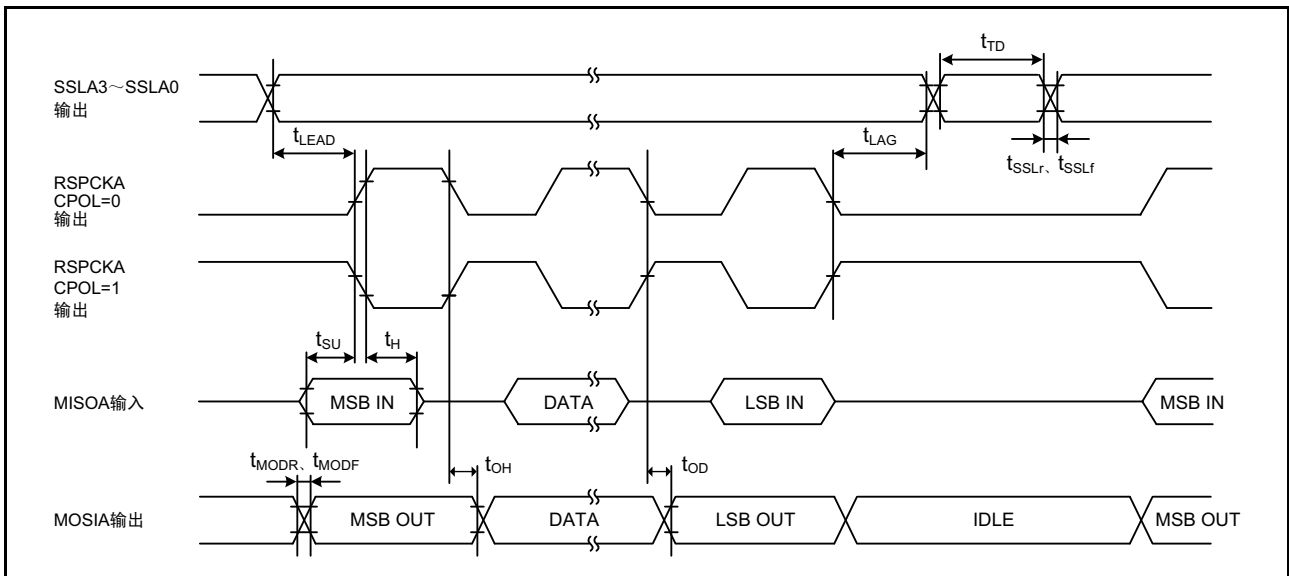 tTD
SSLA3～SSLA0
输出
tLEAD
tLAG
tSSLr、tSSLf
RSPCKA
CPOL=0
输出
RSPCKA
CPOL=1
输出
tSU
tH
MISOA输入
MSB IN
DATA
LSB IN
MSB IN
tMODR、tMODF
tOH
tOD
MOSIA输出
MSB OUT
DATA
LSB OUT
IDLE
MSB OUT